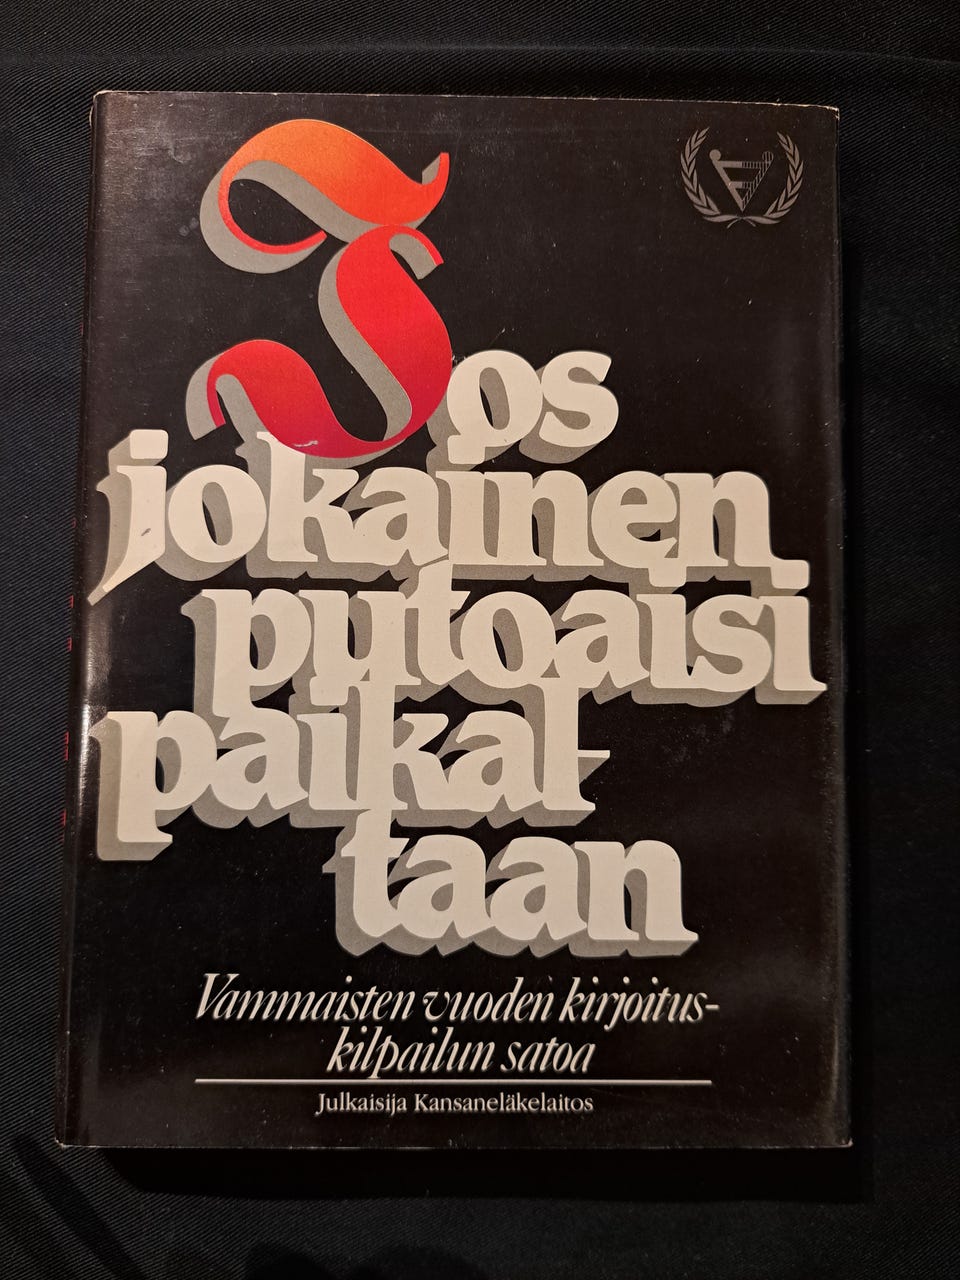 Jos
jokainen
putoaisi
paikal-
taan
Vammaisten vuoden kirjoitus-
kilpailun satoa
Julkaisija Kansaneläkelaitos